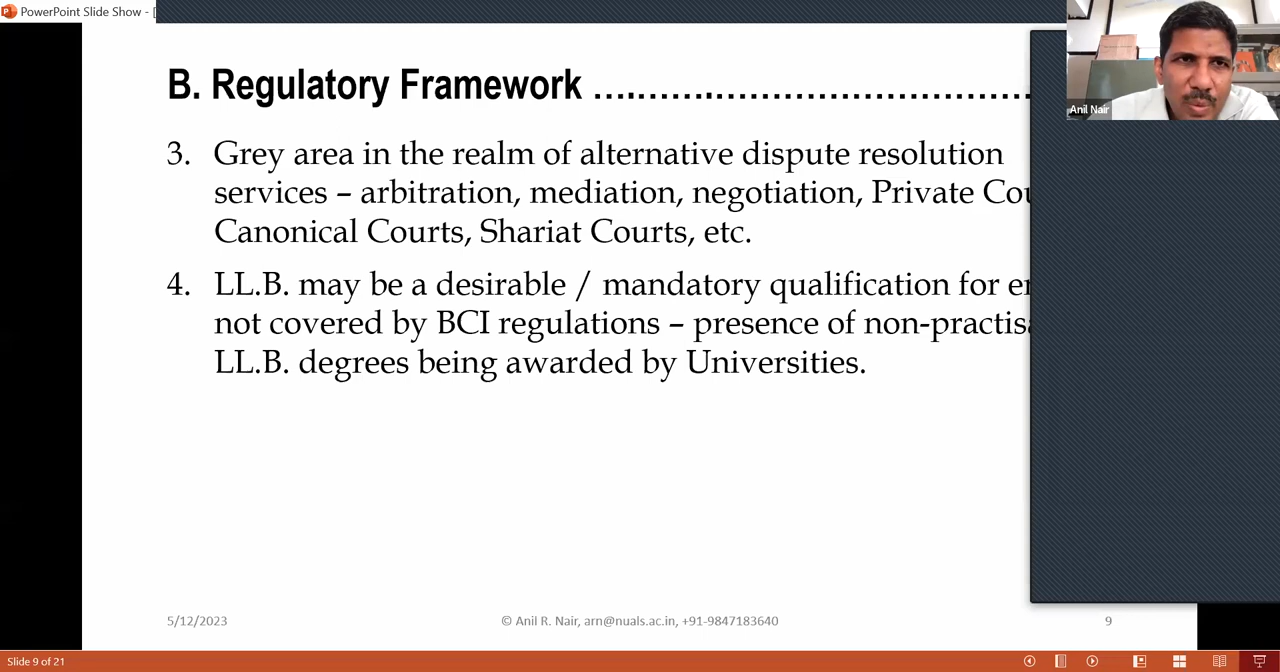 PowerPoint Slide Show - [
B. Regulatory Framework ……………………………………
Anil Nair
3. Grey area in the realm of alternative dispute resolution
services – arbitration, mediation, negotiation, Private
Canonical Courts, Shariat Courts, etc.
4. LL.B. may be a desirable / mandatory qualification for
not covered by BCI regulations – presence of
LL.B. degrees being awarded by Universities.
5/12/2023
© Anil R. Nair, arn@nuals.ac.in, +91-9847183640
9
Slide 9 of 21